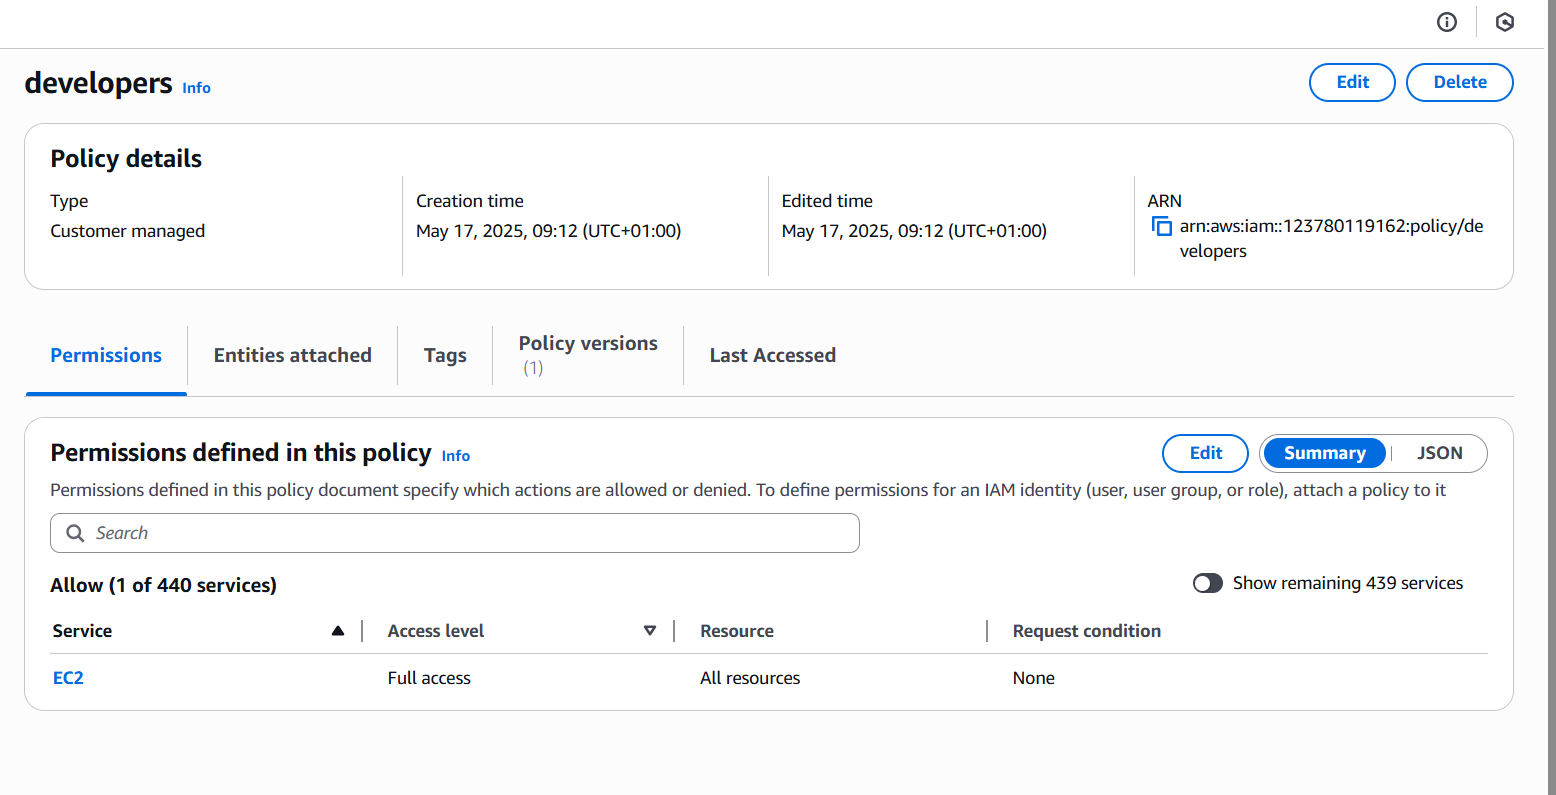 developers Info
Edit
Delete
Policy details
Type
Customer managed
Creation time
May 17, 2025, 09:12 (UTC+01:00)
Edited time
May 17, 2025, 09:12 (UTC+01:00)
ARN
arn:aws:iam::123780119162:policy/de
velopers
Permissions
Entities attached
Tags
Policy versions
(1)
Last Accessed
Permissions defined in this policy Info
Edit
Summary
JSON
Permissions defined in this policy document specify which actions are allowed or denied. To define permissions for an IAM identity (user, user group, or role), attach a policy to it
Search
Allow (1 of 440 services)
Show remaining 439 services
Service
Access level
Resource
Request condition
EC2
Full access
All resources
None